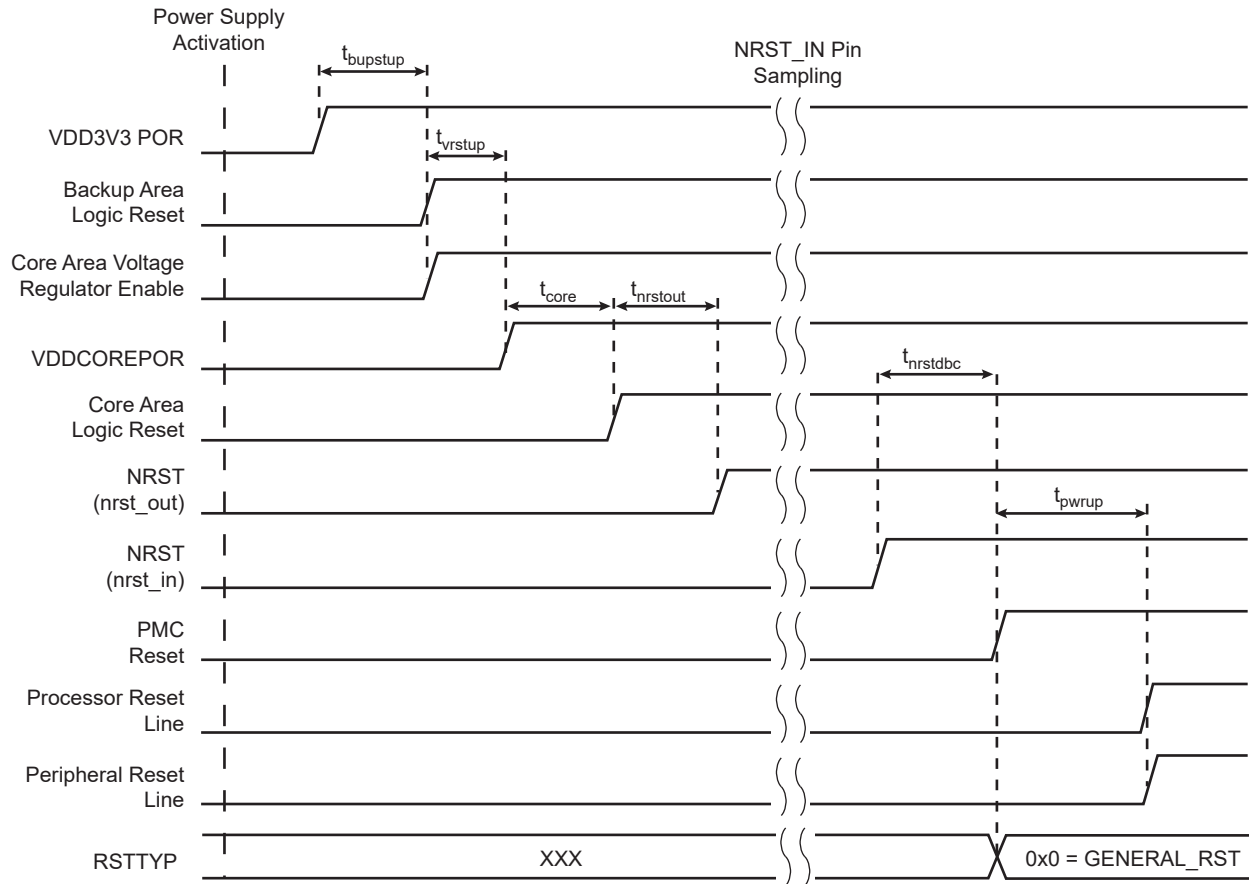 Power Supply
Activation
t_bupstup
NRST_IN Pin
Sampling
VDD3V3 POR
t_vrstup
Backup Area
Logic Reset
Core Area Voltage
Regulator Enable
t_core
t_nrstout
VDDCOREPOR
t_nrstdbc
Core Area
Logic Reset
NRST
(nrst_out)
t_pwrup
NRST
(nrst_in)
PMC
Reset
Processor Reset
Line
Peripheral Reset
Line
RSTTYP
XXX
0x0 = GENERAL_RST